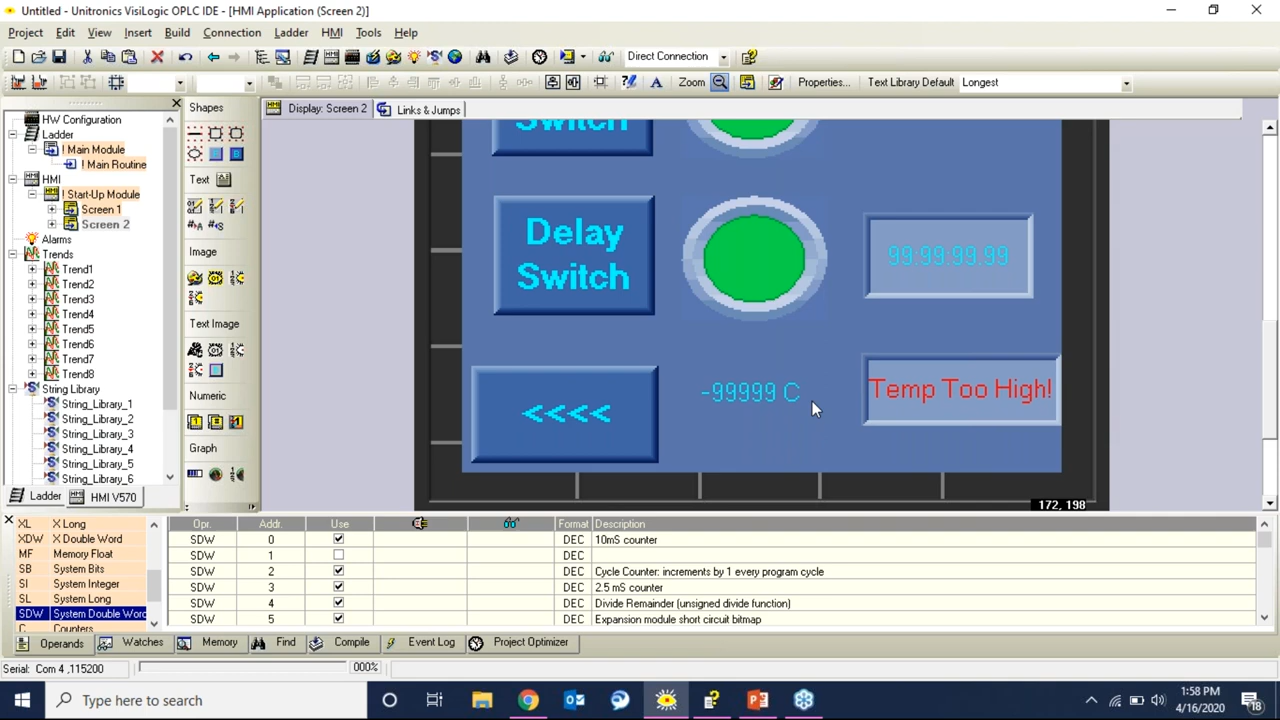 Untitled - Unitronics VisiLogic OPLC IDE - [HMI Application (Screen 2)]
Project Edit View Insert Build Connection Ladder HMI Tools Help
Direct Connection
Zoom Properties... Text Library Default Longest
HW Configuration
Ladder
! Main Module
! Main Routine
HMI
! Start-Up Module
Screen 1
Screen 2
Alarms
Trends
Trend1
Trend2
Trend3
Trend4
Trend5
Trend6
Trend7
Trend8
String Library
String_Library_1
String_Library_2
String_Library_3
String_Library_4
String_Library_5
String_Library_6
Ladder HMI V570
Shapes
Text
Image
Text Image
Numeric
Graph
Display: Screen 2 Links & Jumps
Switch
Delay
Switch
99:99:99.99
<<<<
-99999 C
Temp Too High!
172, 198
XL X Long
XDW X Double Word
MF Memory Float
SB System Bits
SI System Integer
SL System Long
SDW System Double Word
C Counters
Opr. Addr. Use Format Description
SDW 0 DEC 10mS counter
SDW 1 DEC
SDW 2 DEC Cycle Counter: increments by 1 every program cycle
SDW 3 DEC 2.5 mS counter
SDW 4 DEC Divide Remainder (unsigned divide function)
SDW 5 DEC Expansion module short circuit bitmap
Operands Watches Memory Find Compile Event Log Project Optimizer
Serial: Com 4 ,115200 000%
Type here to search
1:58 PM
4/16/2020
18